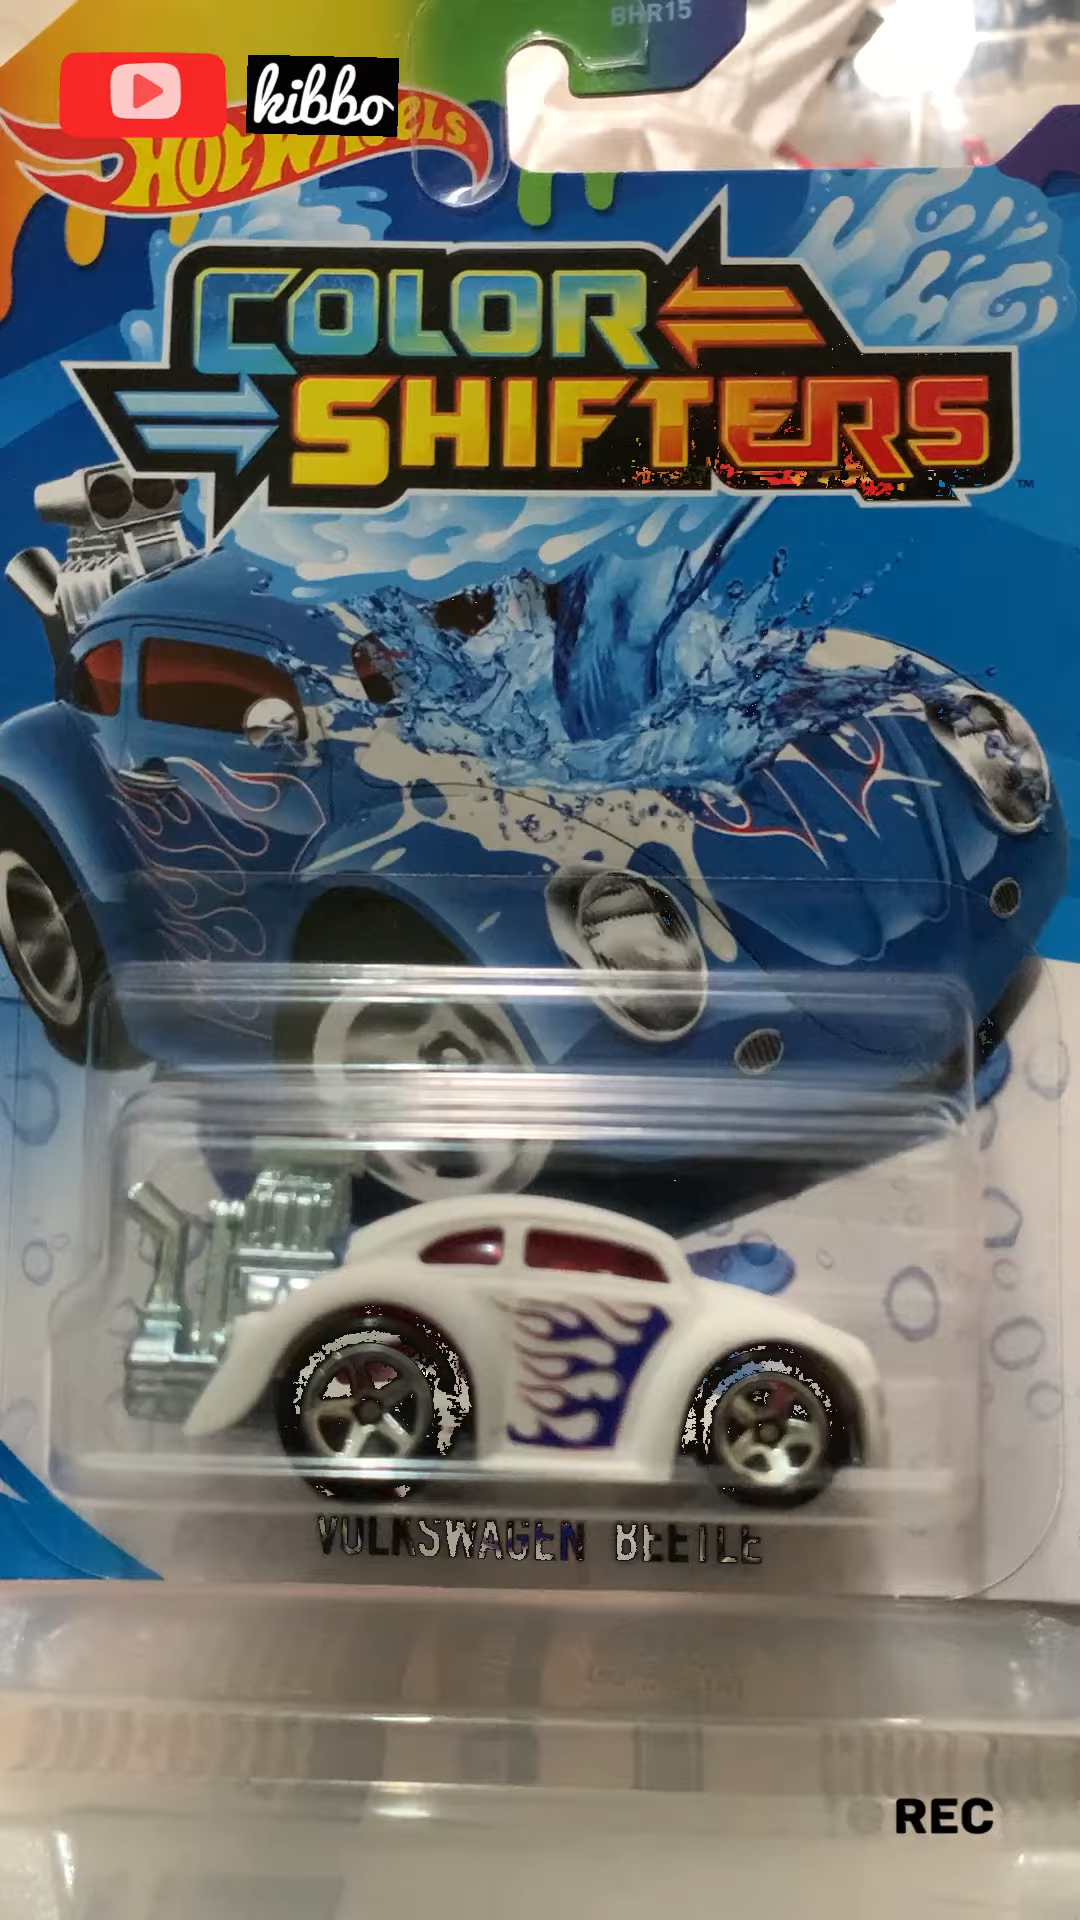 BHR15
kibbo
HOT WHEELS
COLOR
SHIFTERS
™
VOLKSWAGEN BEETLE
REC